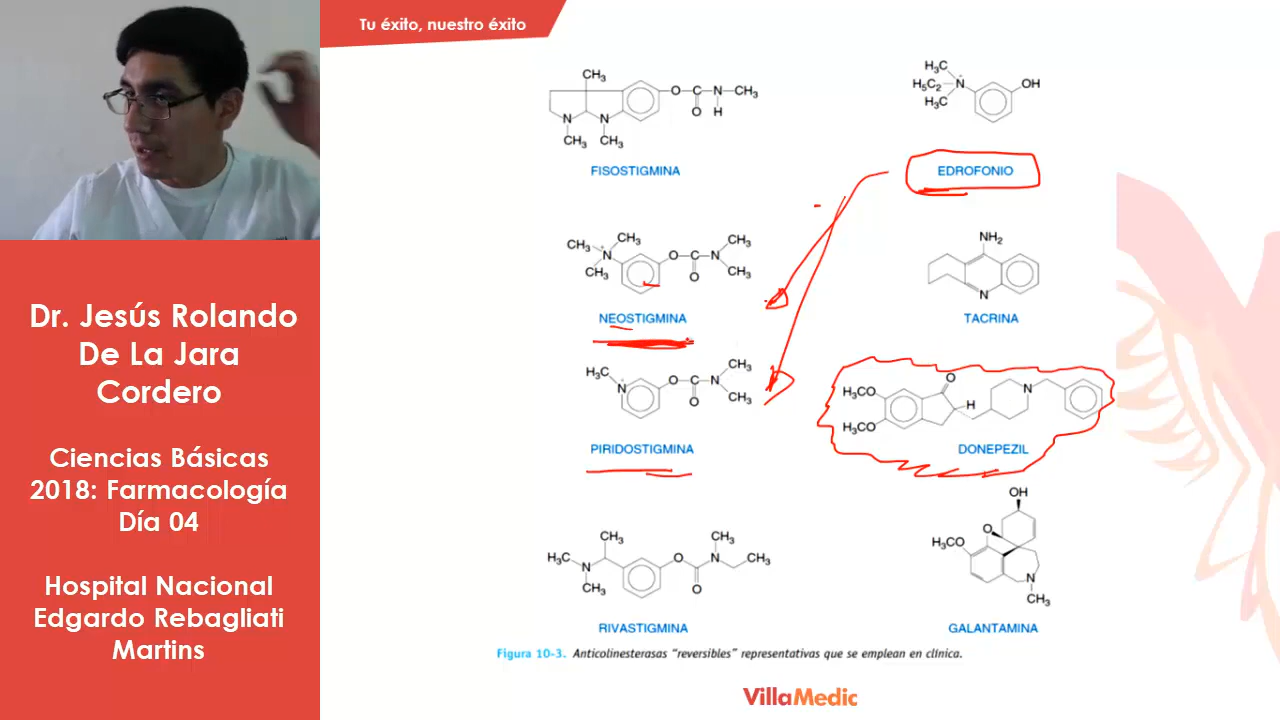 Tu éxito, nuestro éxito
Dr. Jesús Rolando
De La Jara
Cordero
Ciencias Básicas
2018: Farmacología
Día 04
Hospital Nacional
Edgardo Rebagliati
Martins
CH₃
O C N CH₃
O H
N N
CH₃ CH₃
FISOSTIGMINA
H₃C
H₅C₂ N⁺ OH
H₃C
EDROFONIO
CH₃ CH₃ CH₃
N⁺ O C N
CH₃ O CH₃
NEOSTIGMINA
NH₂
N
TACRINA
H₃C CH₃
N⁺ O C N
O CH₃
PIRIDOSTIGMINA
O
H₃CO H N
H₃CO
DONEPEZIL
CH₃ CH₃
H₃C N O N CH₃
CH₃ O
RIVASTIGMINA
OH
O
H₃CO
N
CH₃
GALANTAMINA
Figura 10-3. Anticolinesterasas “reversibles” representativas que se emplean en clínica.
VillaMedic